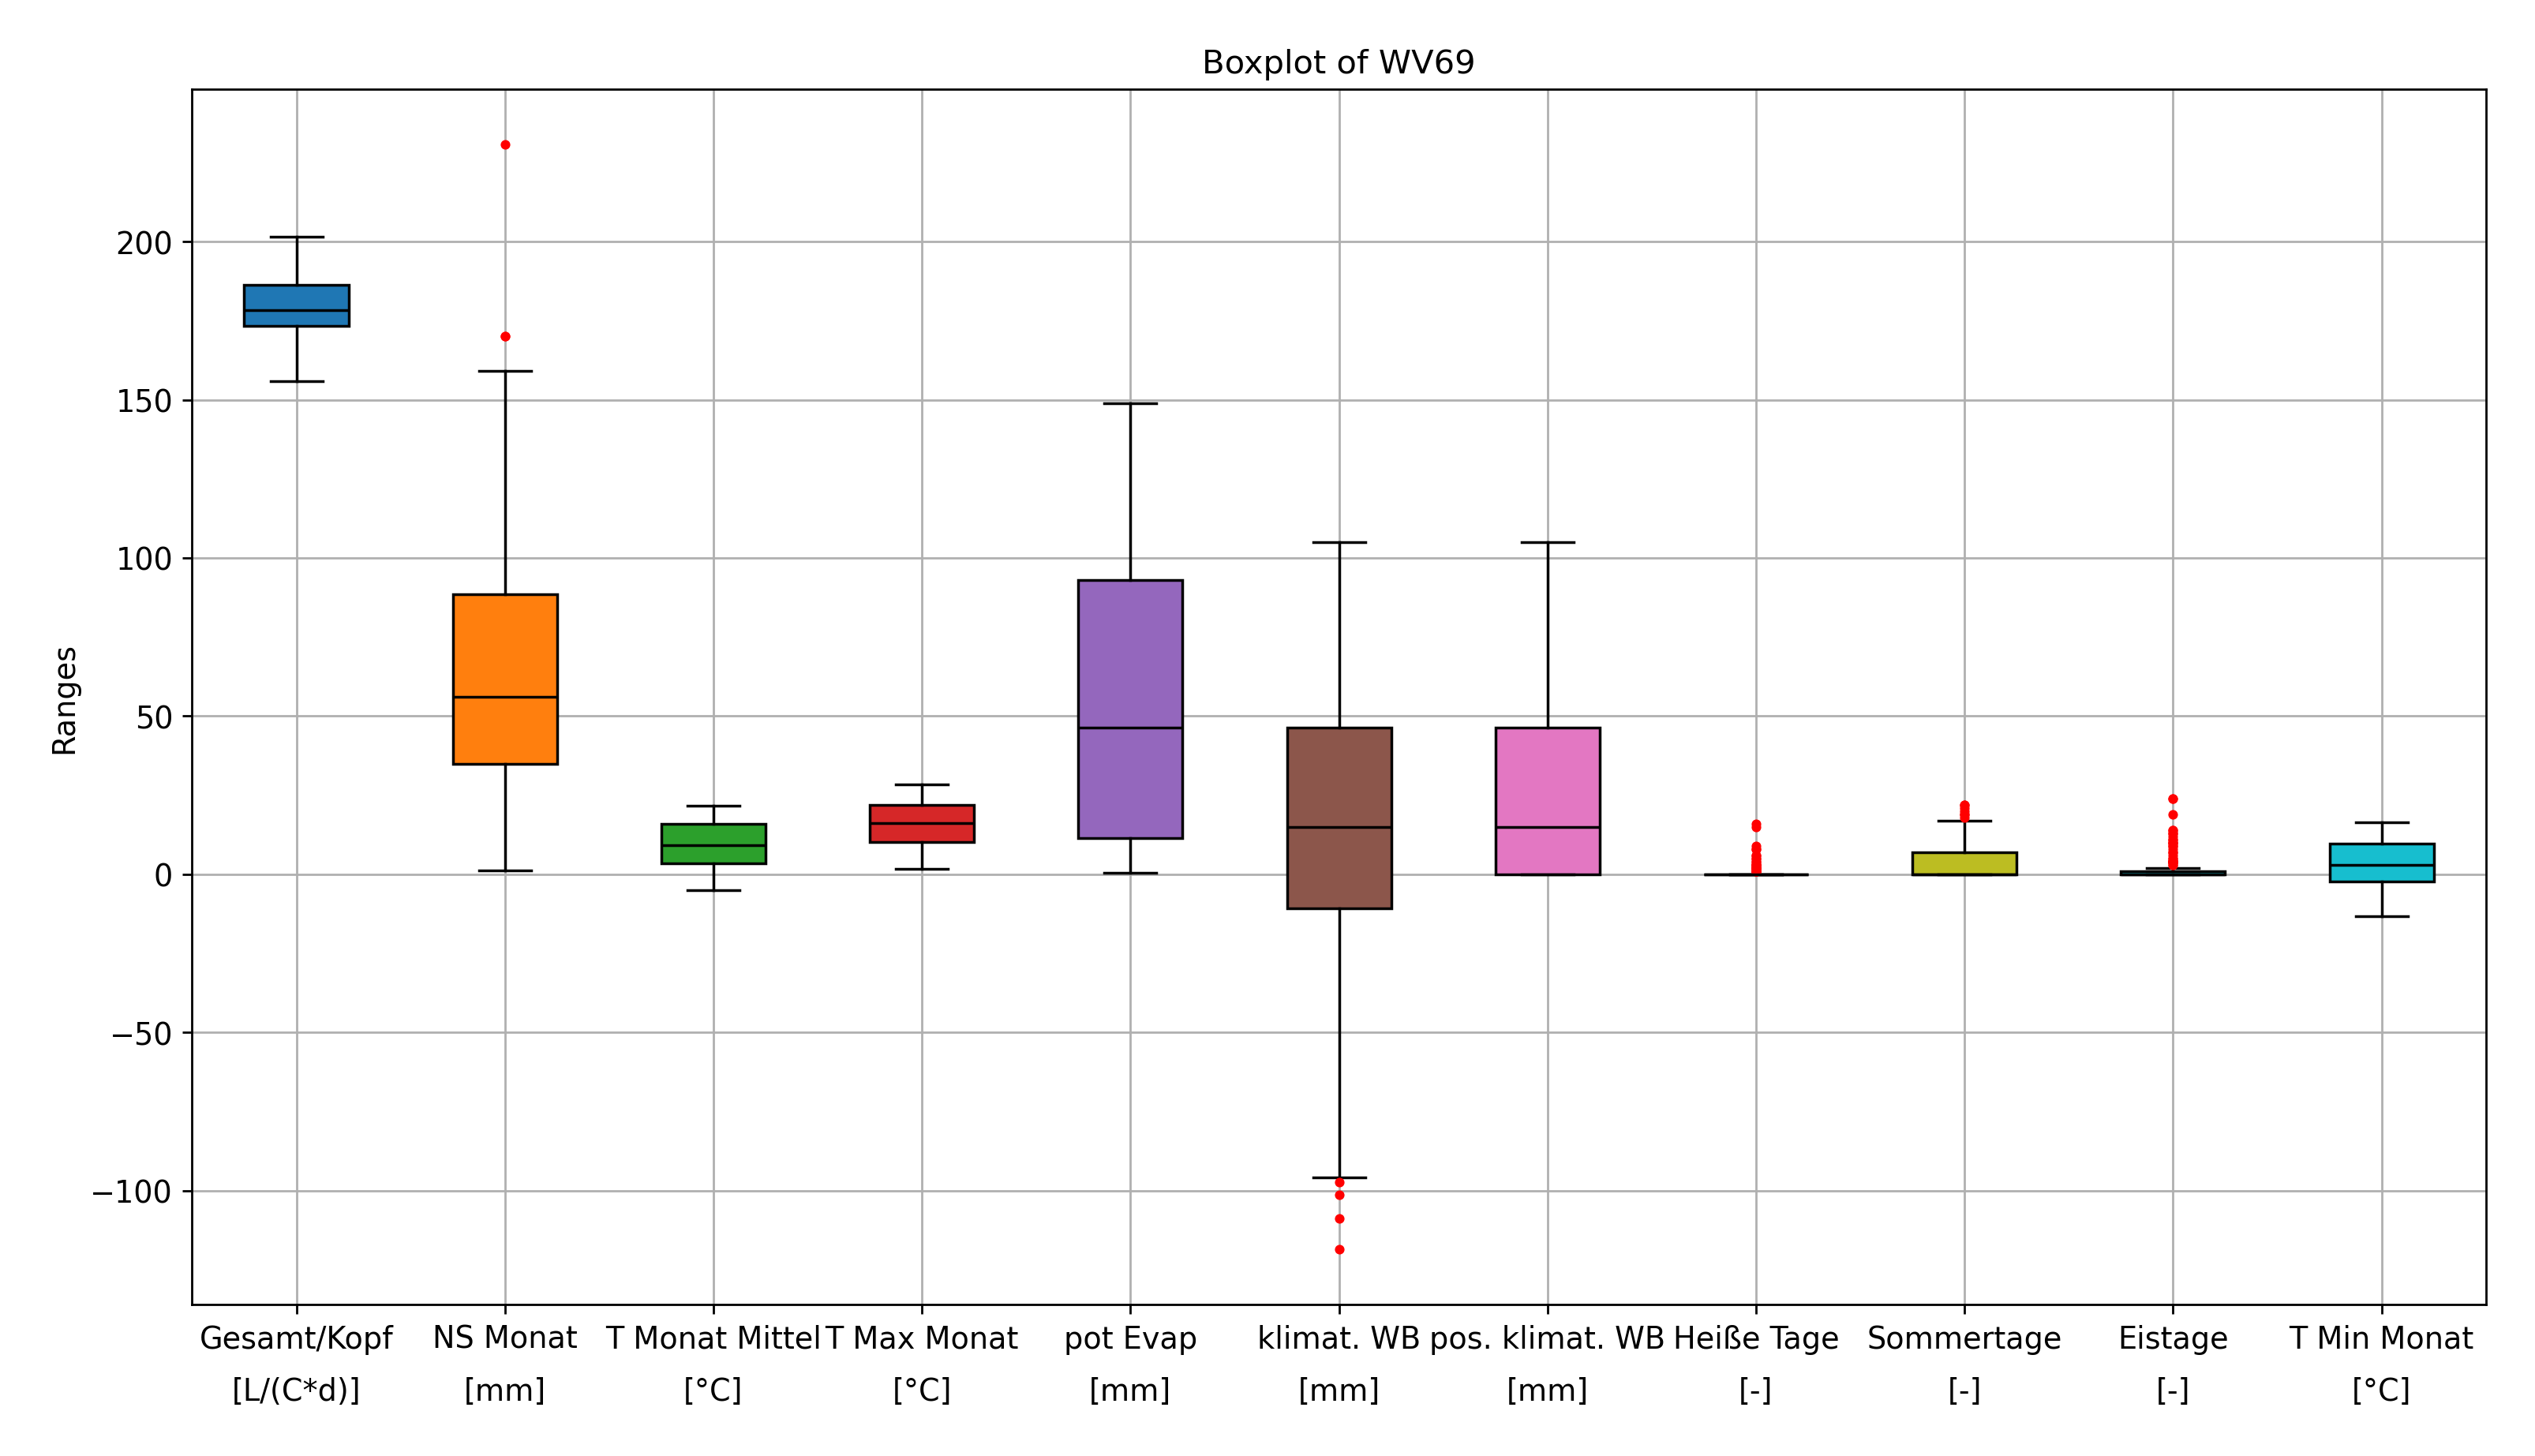 Boxplot of WV69
Ranges
200
150
100
50
0
−50
−100
Gesamt/Kopf NS Monat T Monat Mittel T Max Monat pot Evap klimat. WB pos. klimat. WB Heiße Tage Sommertage Eistage T Min Monat
[L/(C*d)] [mm] [°C] [°C] [mm] [mm] [mm] [-] [-] [-] [°C]